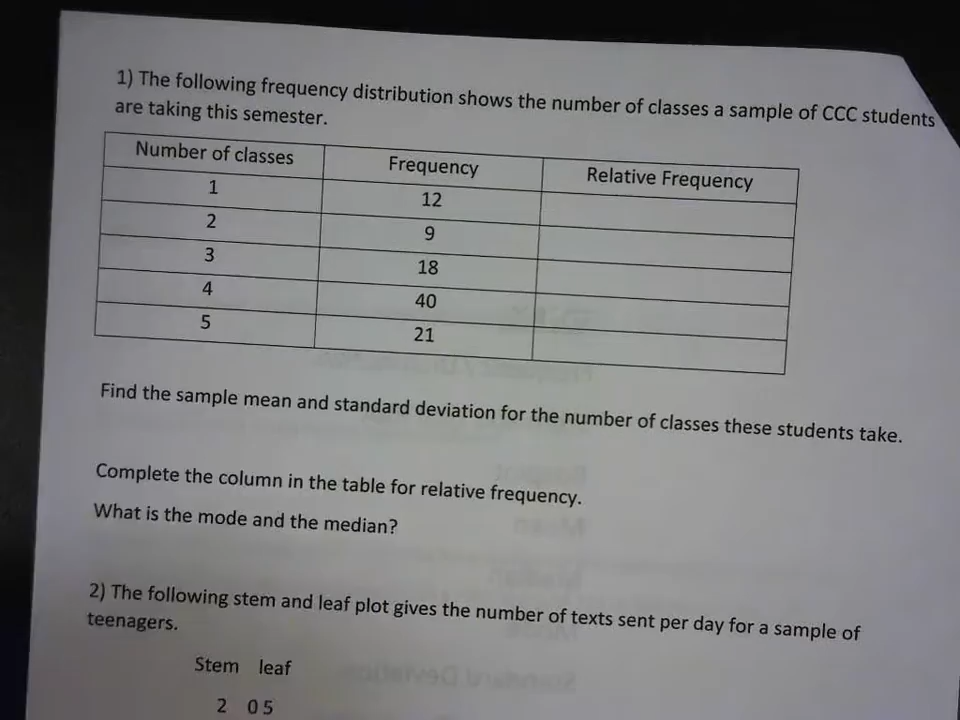 1) The following frequency distribution shows the number of classes a sample of CCC students
are taking this semester.
Number of classes Frequency Relative Frequency
1 12
2 9
3 18
4 40
5 21
Find the sample mean and standard deviation for the number of classes these students take.
Complete the column in the table for relative frequency.
What is the mode and the median?
2) The following stem and leaf plot gives the number of texts sent per day for a sample of
teenagers.
Stem leaf
2 0 5